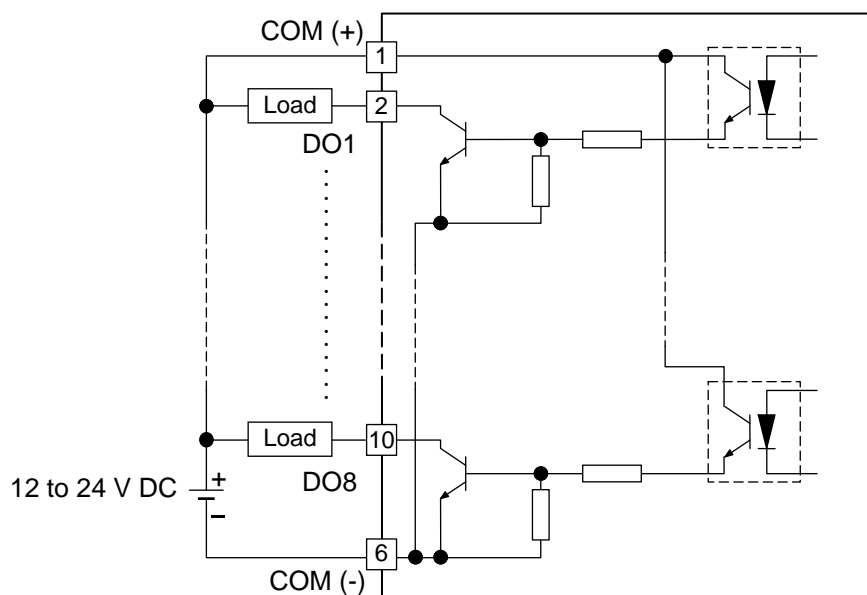 COM (+)
1
Load
2
DO1
Load
10
DO8
12 to 24 V DC
+
−
6
COM (-)